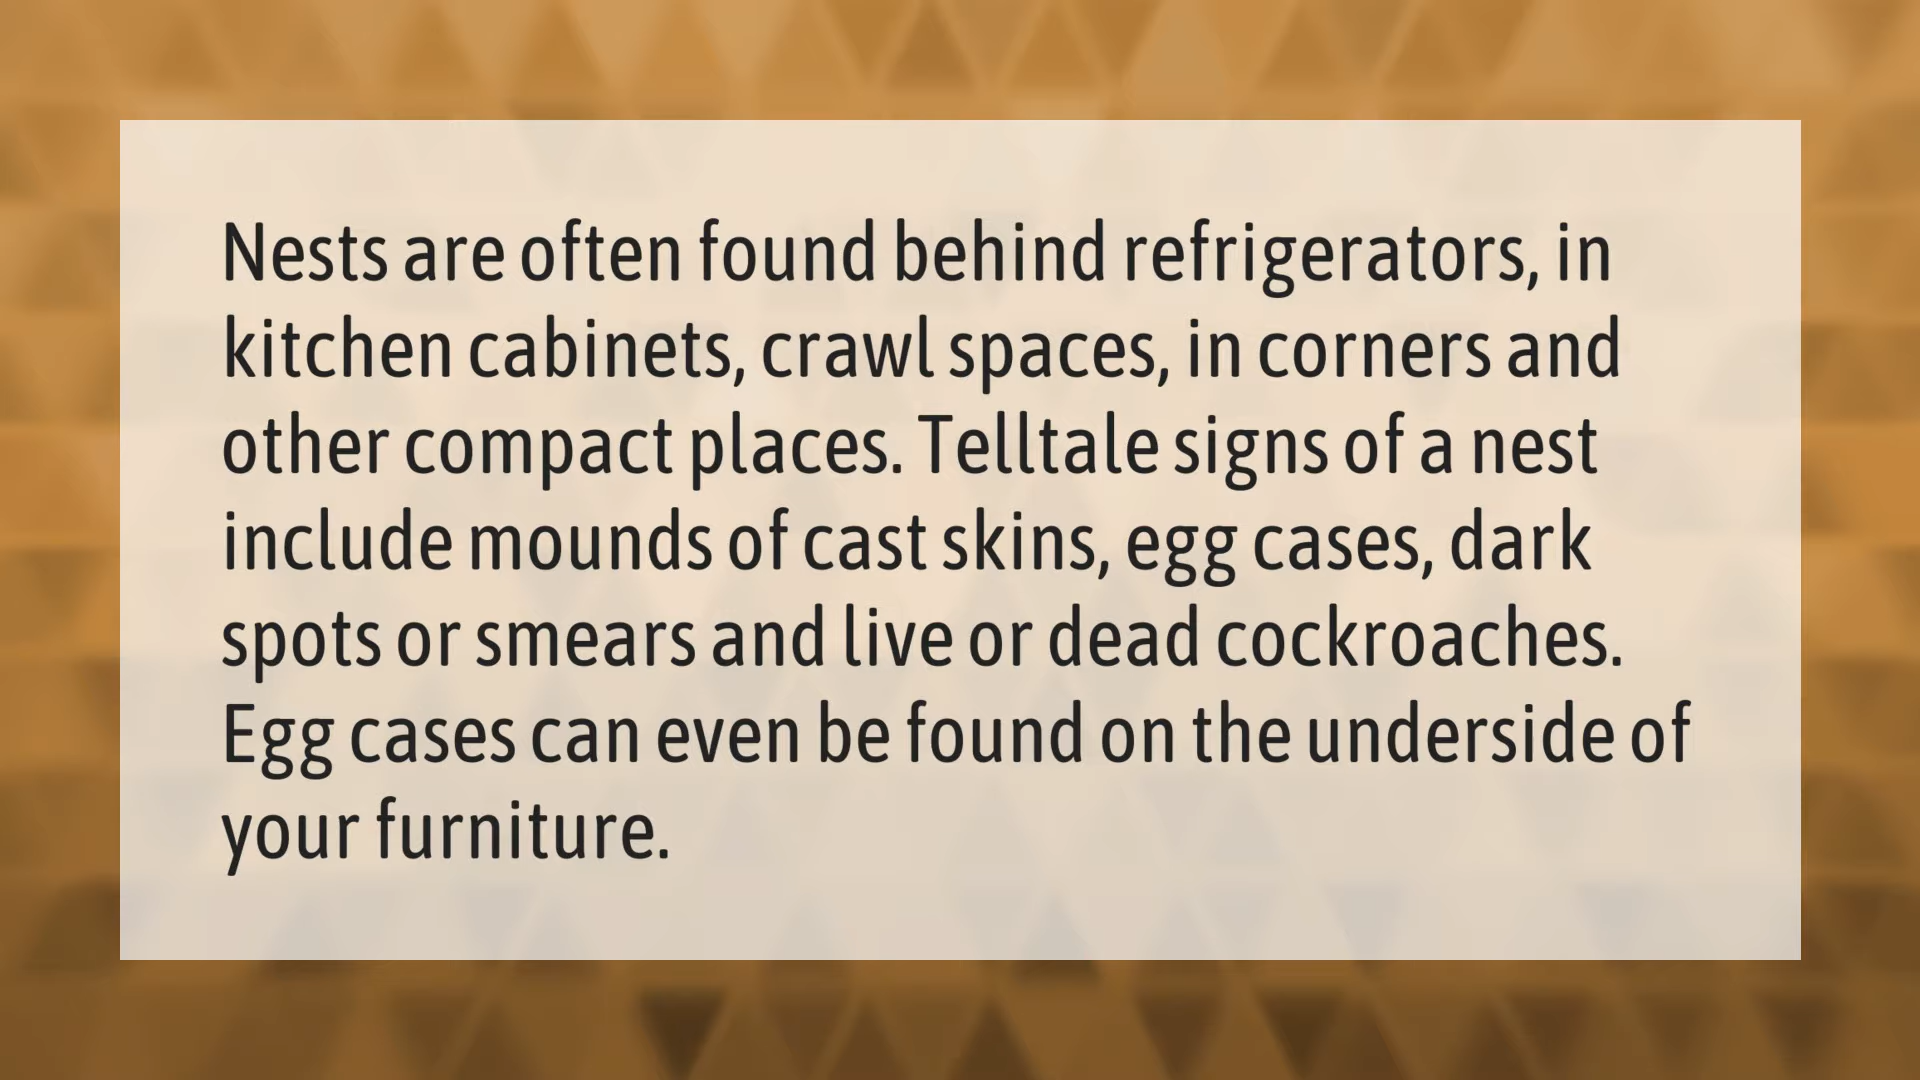 Nests are often found behind refrigerators, in
kitchen cabinets, crawl spaces, in corners and
other compact places. Telltale signs of a nest
include mounds of cast skins, egg cases, dark
spots or smears and live or dead cockroaches.
Egg cases can even be found on the underside of
your furniture.